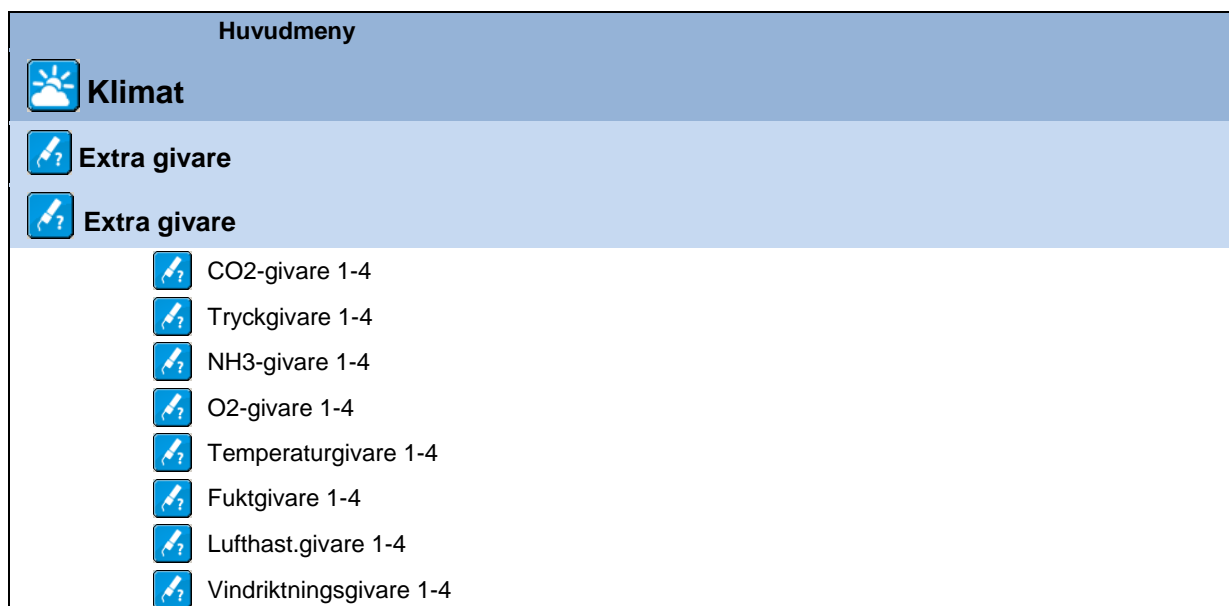 Huvudmeny
Klimat
Extra givare
Extra givare
CO2-givare 1-4
Tryckgivare 1-4
NH3-givare 1-4
O2-givare 1-4
Temperaturgivare 1-4
Fuktgivare 1-4
Lufthast.givare 1-4
Vindriktningsgivare 1-4